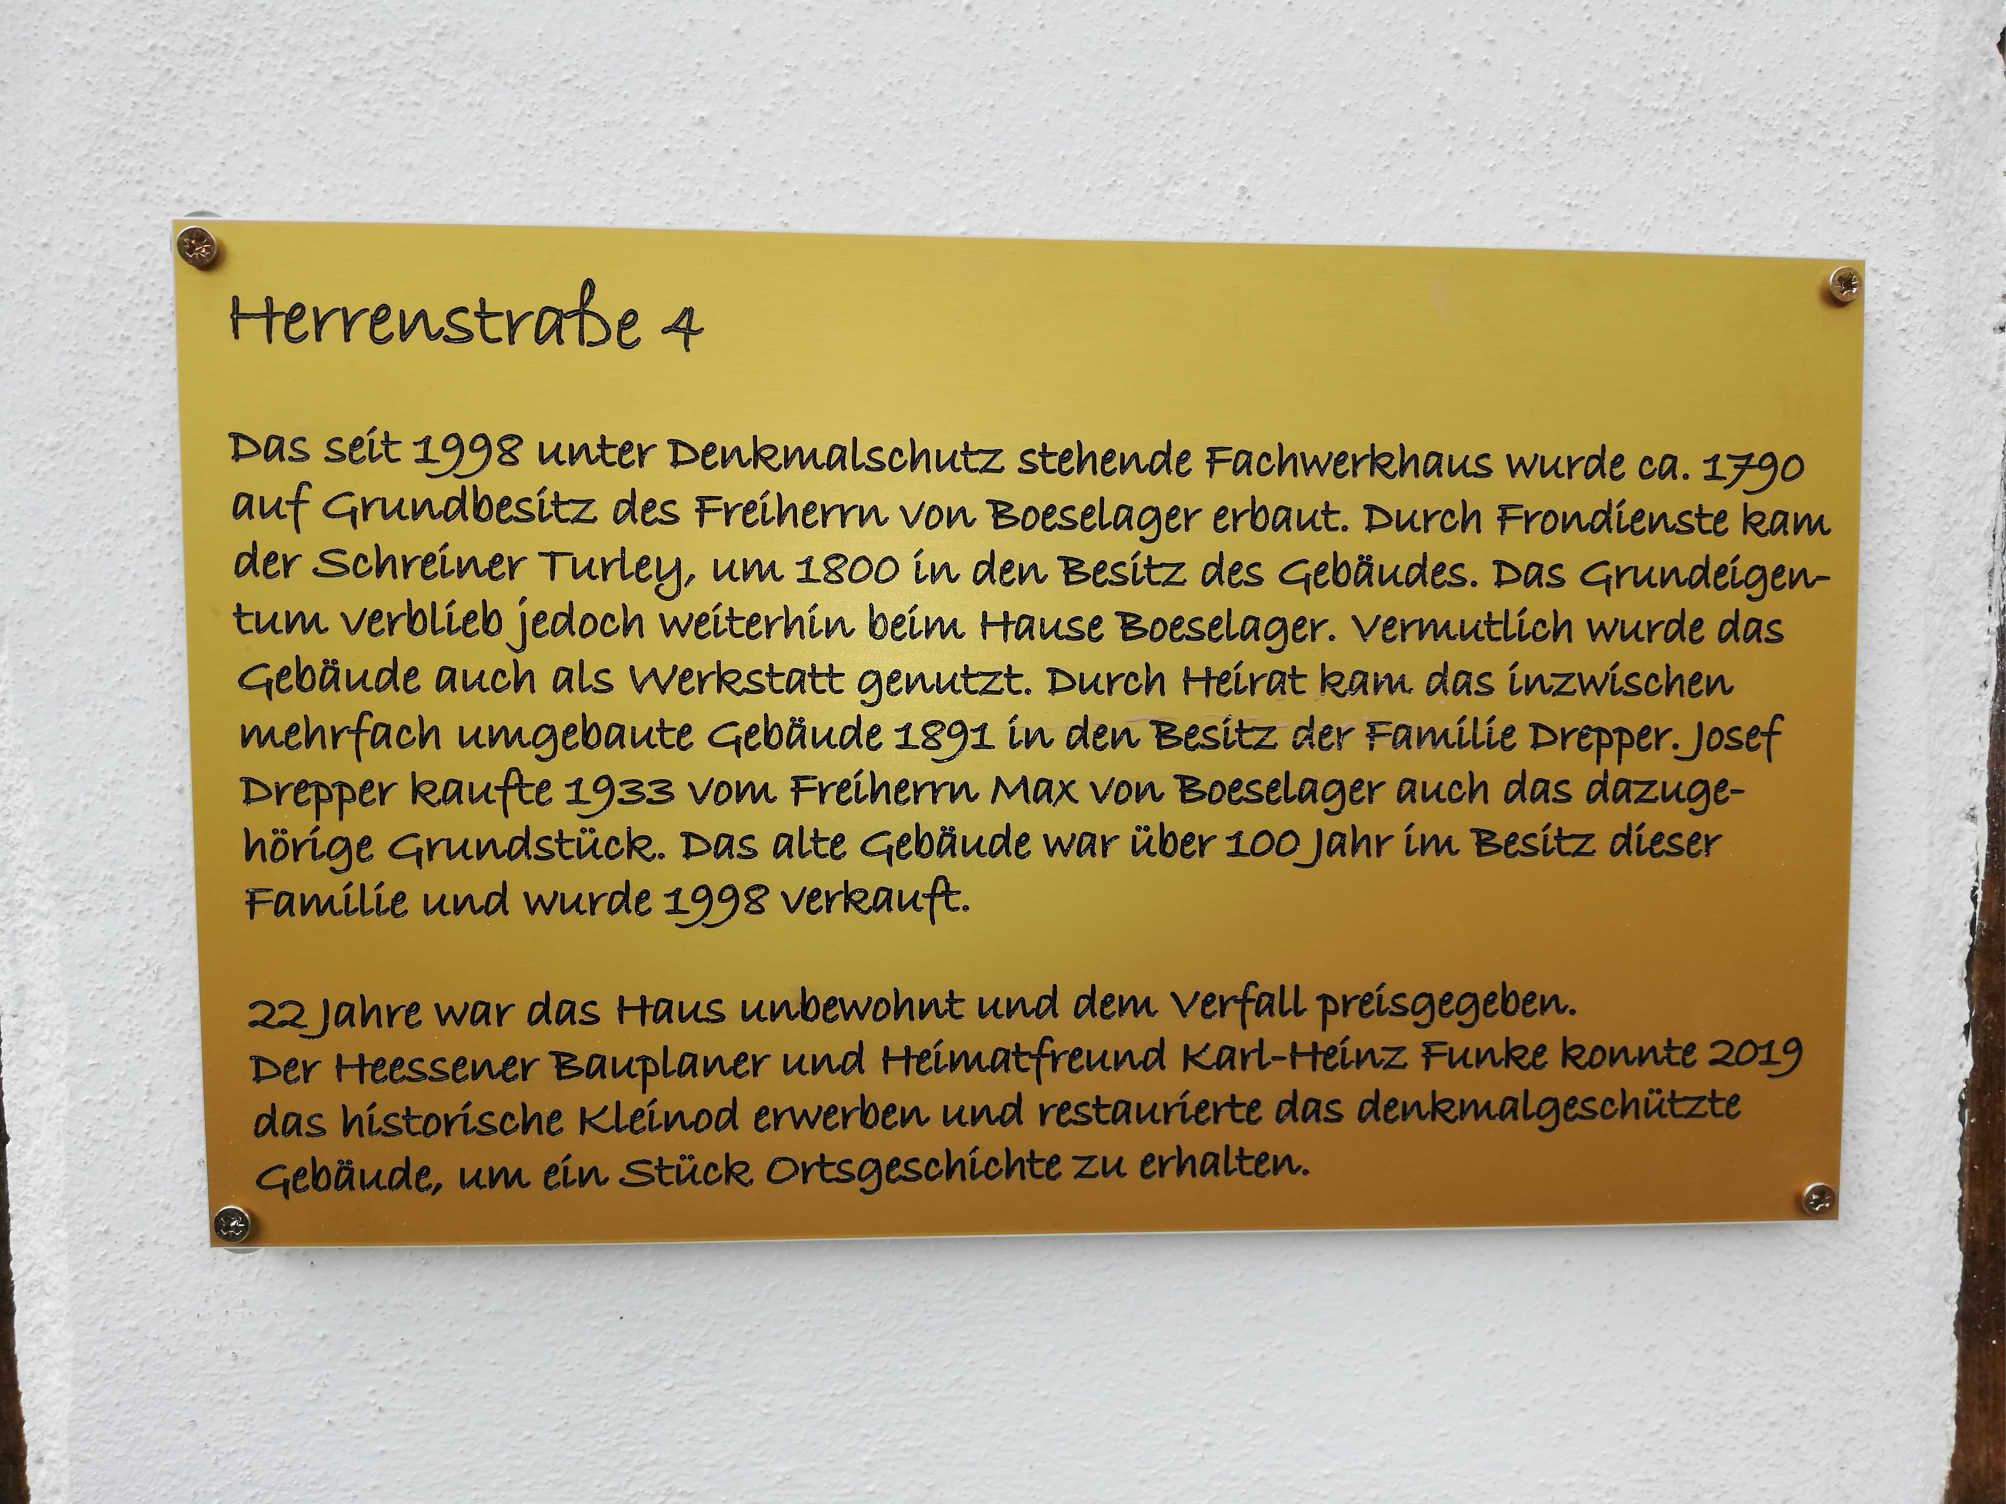 Herrenstraße 4
Das seit 1998 unter Denkmalschutz stehende Fachwerkhaus wurde ca. 1790
auf Grundbesitz des Freiherrn von Boeselager erbaut. Durch Frondienste kam
der Schreiner Turley, um 1800 in den Besitz des Gebäudes. Das Grundeigen-
tum verblieb jedoch weiterhin beim Hause Boeselager. Vermutlich wurde das
Gebäude auch als Werkstatt genutzt. Durch Heirat kam das inzwischen
mehrfach umgebaute Gebäude 1891 in den Besitz der Familie Drepper. Josef
Drepper kaufte 1933 vom Freiherrn Max von Boeselager auch das dazuge-
hörige Grundstück. Das alte Gebäude war über 100 Jahr im Besitz dieser
Familie und wurde 1998 verkauft.
22 Jahre war das Haus unbewohnt und dem Verfall preisgegeben.
Der Heessener Bauplaner und Heimatfreund Karl-Heinz Funke konnte 2019
das historische Kleinod erwerben und restaurierte das denkmalgeschützte
Gebäude, um ein Stück Ortsgeschichte zu erhalten.